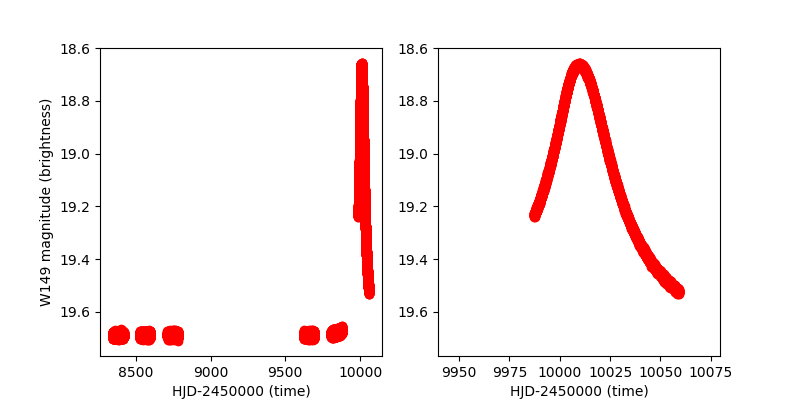 18.6
18.8
19.0
19.2
19.4
19.6
W149 magnitude (brightness)
8500 9000 9500 10000
HJD-2450000 (time)
18.6
18.8
19.0
19.2
19.4
19.6
9950 9975 10000 10025 10050 10075
HJD-2450000 (time)